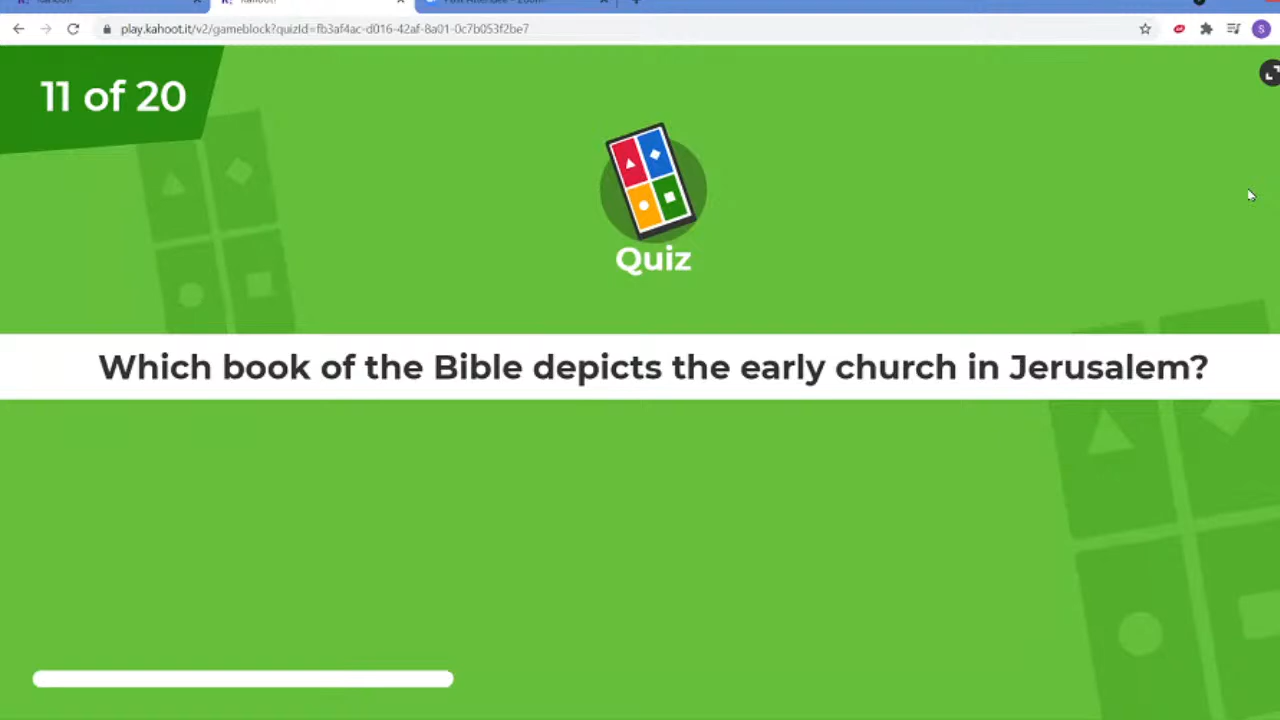 play.kahoot.it/v2/gameblock?quizId=fb3af4ac-d016-42af-8a01-0c7b053f2be7
S
11 of 20
Quiz
Which book of the Bible depicts the early church in Jerusalem?